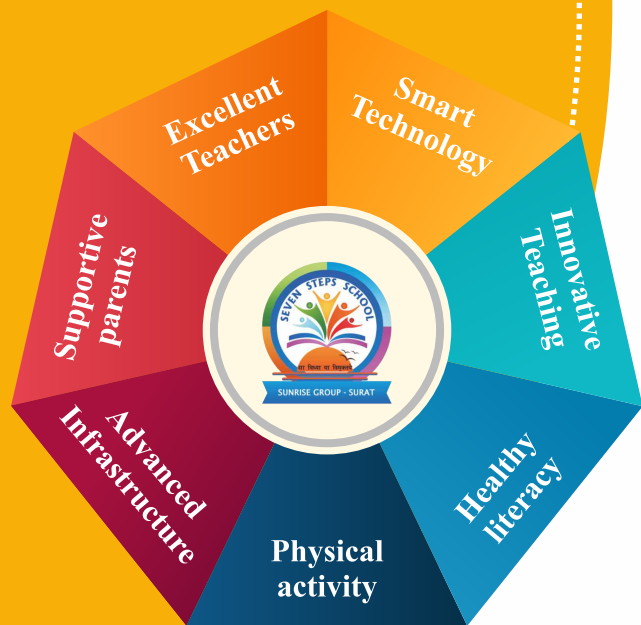 Excellent
Teachers
Smart
Technology
Innovative
Teaching
Healthy
literacy
Physical
activity
Advanced
Infrastructure
Supportive
parents
SEVEN STEPS SCHOOL
सा विद्या या विमुक्तये
SUNRISE GROUP - SURAT